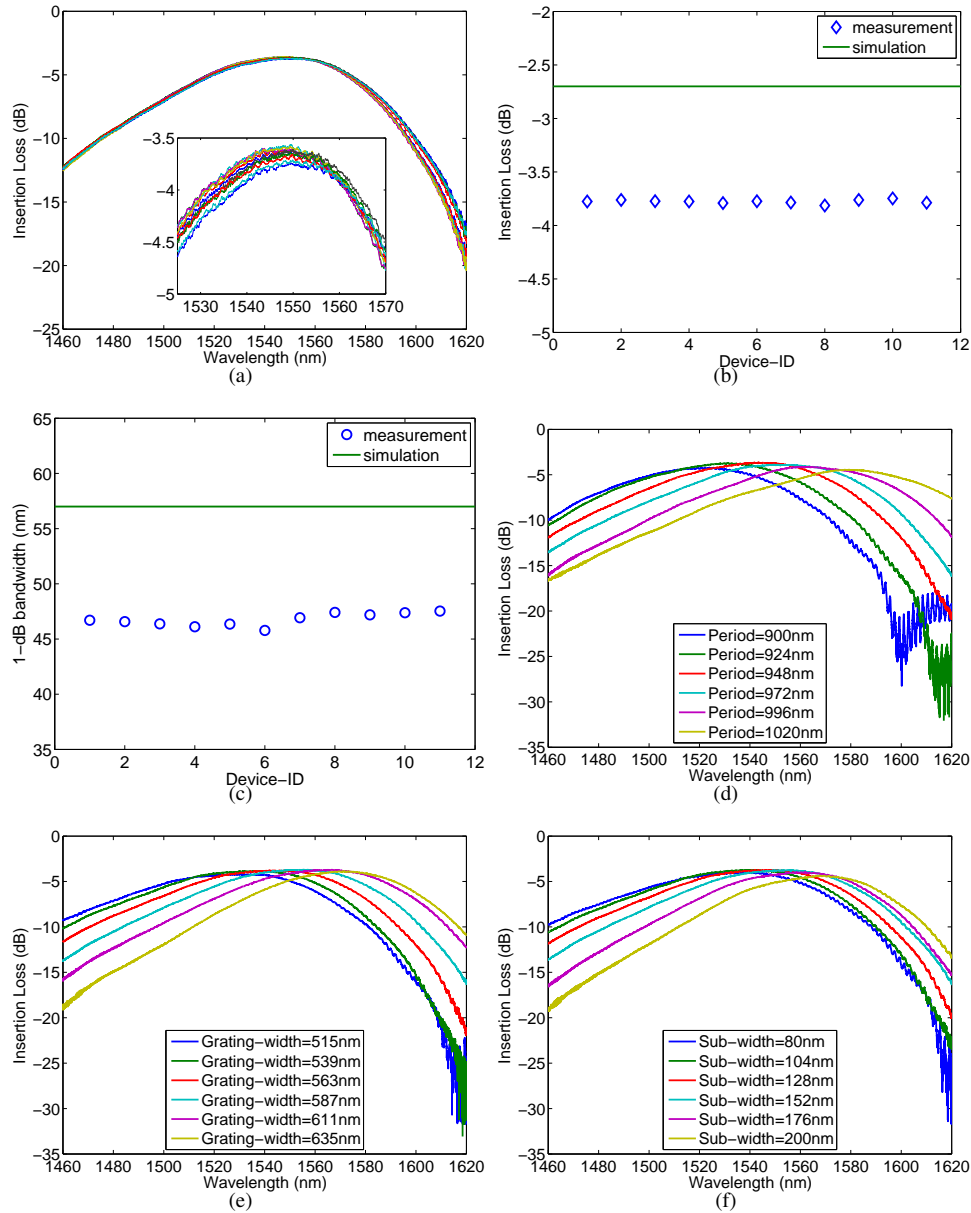 0
−5
−10
−15
−20
−25
Insertion Loss (dB)
1460 1480 1500 1520 1540 1560 1580 1600 1620
Wavelength (nm)
−3.5
−4
−4.5
−5
1530 1540 1550 1560 1570
(a)
−2
−2.5
−3
−3.5
−4
−4.5
−5
Insertion Loss (dB)
0 2 4 6 8 10 12
Device−ID
measurement
simulation
(b)
65
60
55
50
45
40
35
1−dB bandwidth (nm)
0 2 4 6 8 10 12
Device−ID
measurement
simulation
(c)
0
−5
−10
−15
−20
−25
−30
−35
Insertion Loss (dB)
1460 1480 1500 1520 1540 1560 1580 1600 1620
Wavelength (nm)
Period=900nm
Period=924nm
Period=948nm
Period=972nm
Period=996nm
Period=1020nm
(d)
0
−5
−10
−15
−20
−25
−30
−35
Insertion Loss (dB)
1460 1480 1500 1520 1540 1560 1580 1600 1620
Wavelength (nm)
Grating−width=515nm
Grating−width=539nm
Grating−width=563nm
Grating−width=587nm
Grating−width=611nm
Grating−width=635nm
(e)
0
−5
−10
−15
−20
−25
−30
−35
Insertion Loss (dB)
1460 1480 1500 1520 1540 1560 1580 1600 1620
Wavelength (nm)
Sub−width=80nm
Sub−width=104nm
Sub−width=128nm
Sub−width=152nm
Sub−width=176nm
Sub−width=200nm
(f)